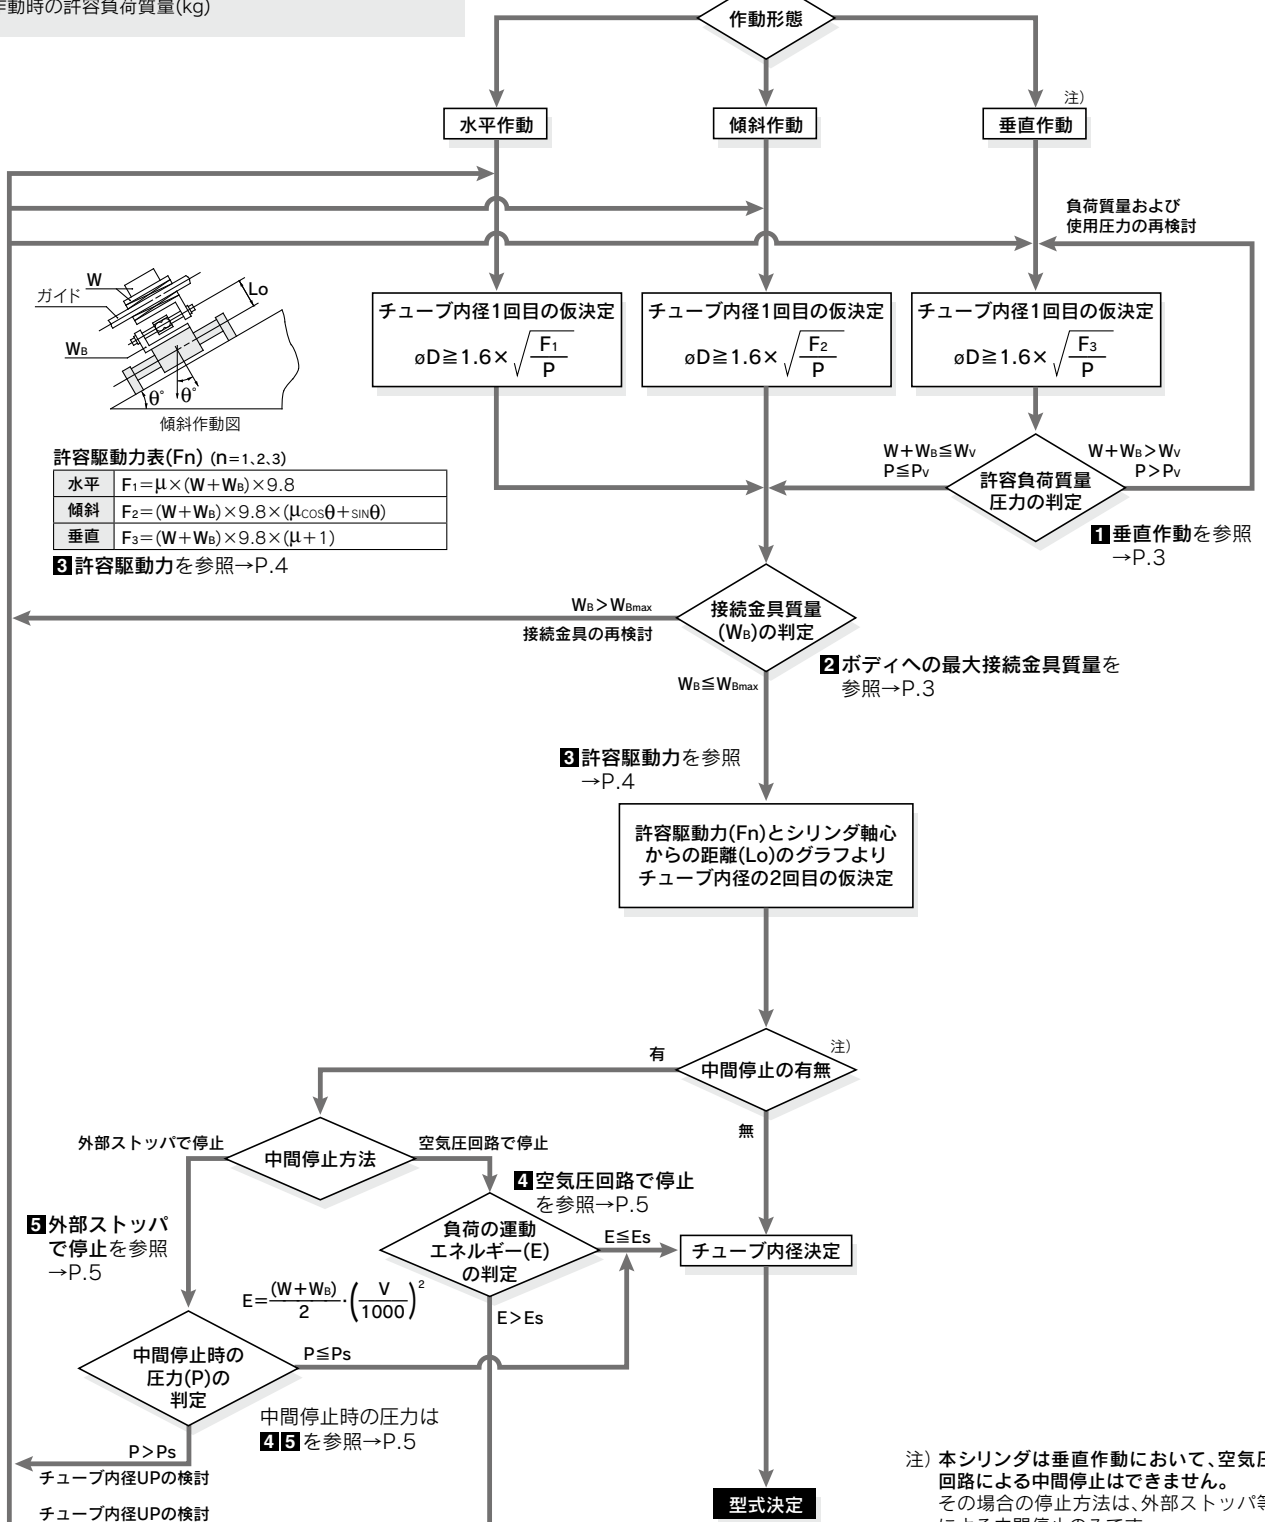 作動時の許容負荷質量(kg)
作動形態
水平作動
傾斜作動
注)
垂直作動
負荷質量および
使用圧力の再検討
ガイド
W
Lo
WB
θ°
θ°
傾斜作動図
チューブ内径1回目の仮決定
øD≧1.6×√F1/P
チューブ内径1回目の仮決定
øD≧1.6×√F2/P
チューブ内径1回目の仮決定
øD≧1.6×√F3/P
W+WB≦WV
P≦PV
許容負荷質量
圧力の判定
W+WB>WV
P>PV
1 垂直作動を参照
→P.3
許容駆動力表(Fn) (n=1、2、3)
水平 F1=μ×(W+WB)×9.8
傾斜 F2=(W+WB)×9.8×(μCOSθ+SINθ)
垂直 F3=(W+WB)×9.8×(μ+1)
3 許容駆動力を参照→P.4
WB>WBmax
接続金具の再検討
接続金具質量
(WB)の判定
WB≦WBmax
2 ボディへの最大接続金具質量を
参照→P.3
3 許容駆動力を参照
→P.4
許容駆動力(Fn)とシリンダ軸心
からの距離(Lo)のグラフより
チューブ内径の2回目の仮決定
有
中間停止の有無
注)
無
外部ストッパで停止
中間停止方法
空気圧回路で停止
4 空気圧回路で停止
を参照→P.5
5 外部ストッパ
で停止を参照
→P.5
負荷の運動
エネルギー(E)
の判定
E≦Es
チューブ内径決定
E=(W+WB)/2・(V/1000)²
E>Es
中間停止時の
圧力(P)の
判定
P≦Ps
中間停止時の圧力は
4 5 を参照→P.5
P>Ps
チューブ内径UPの検討
チューブ内径UPの検討
型式決定
注) 本シリンダは垂直作動において、空気圧
回路による中間停止はできません。
その場合の停止方法は、外部ストッパ等
による中間停止のみです。